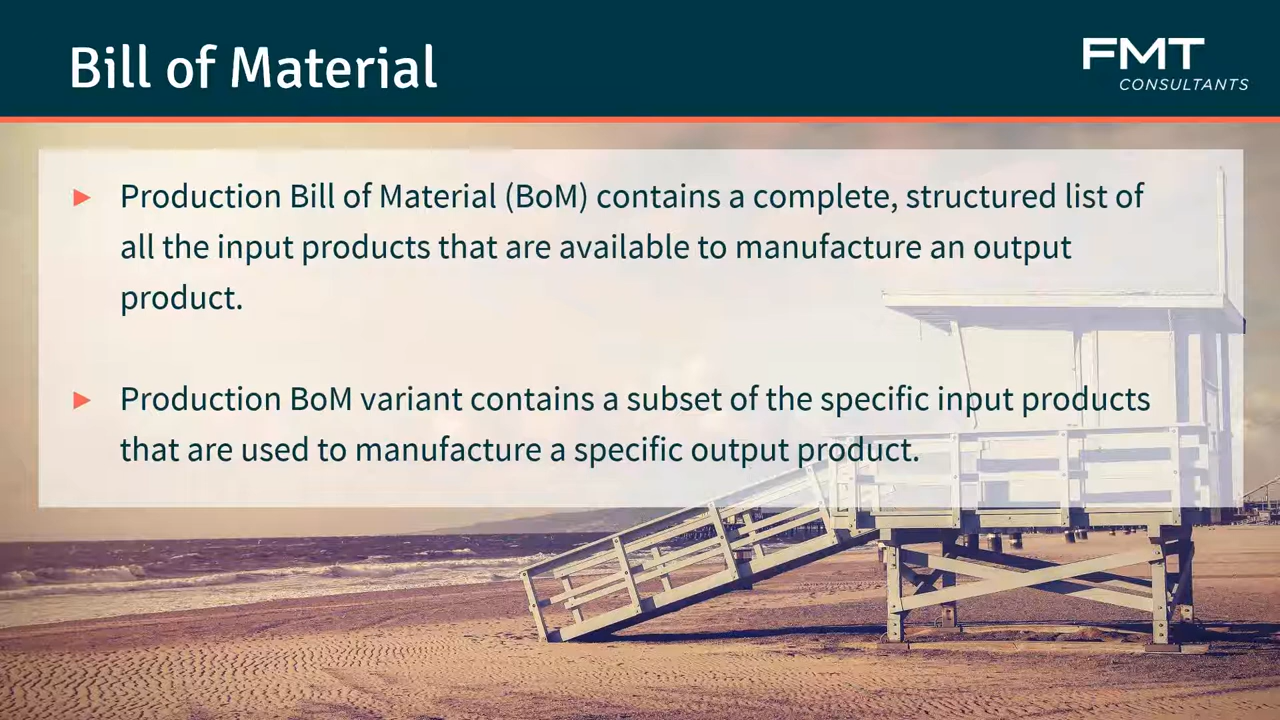 Bill of Material
FMT
CONSULTANTS
Production Bill of Material (BoM) contains a complete, structured list of
all the input products that are available to manufacture an output
product.
Production BoM variant contains a subset of the specific input products
that are used to manufacture a specific output product.